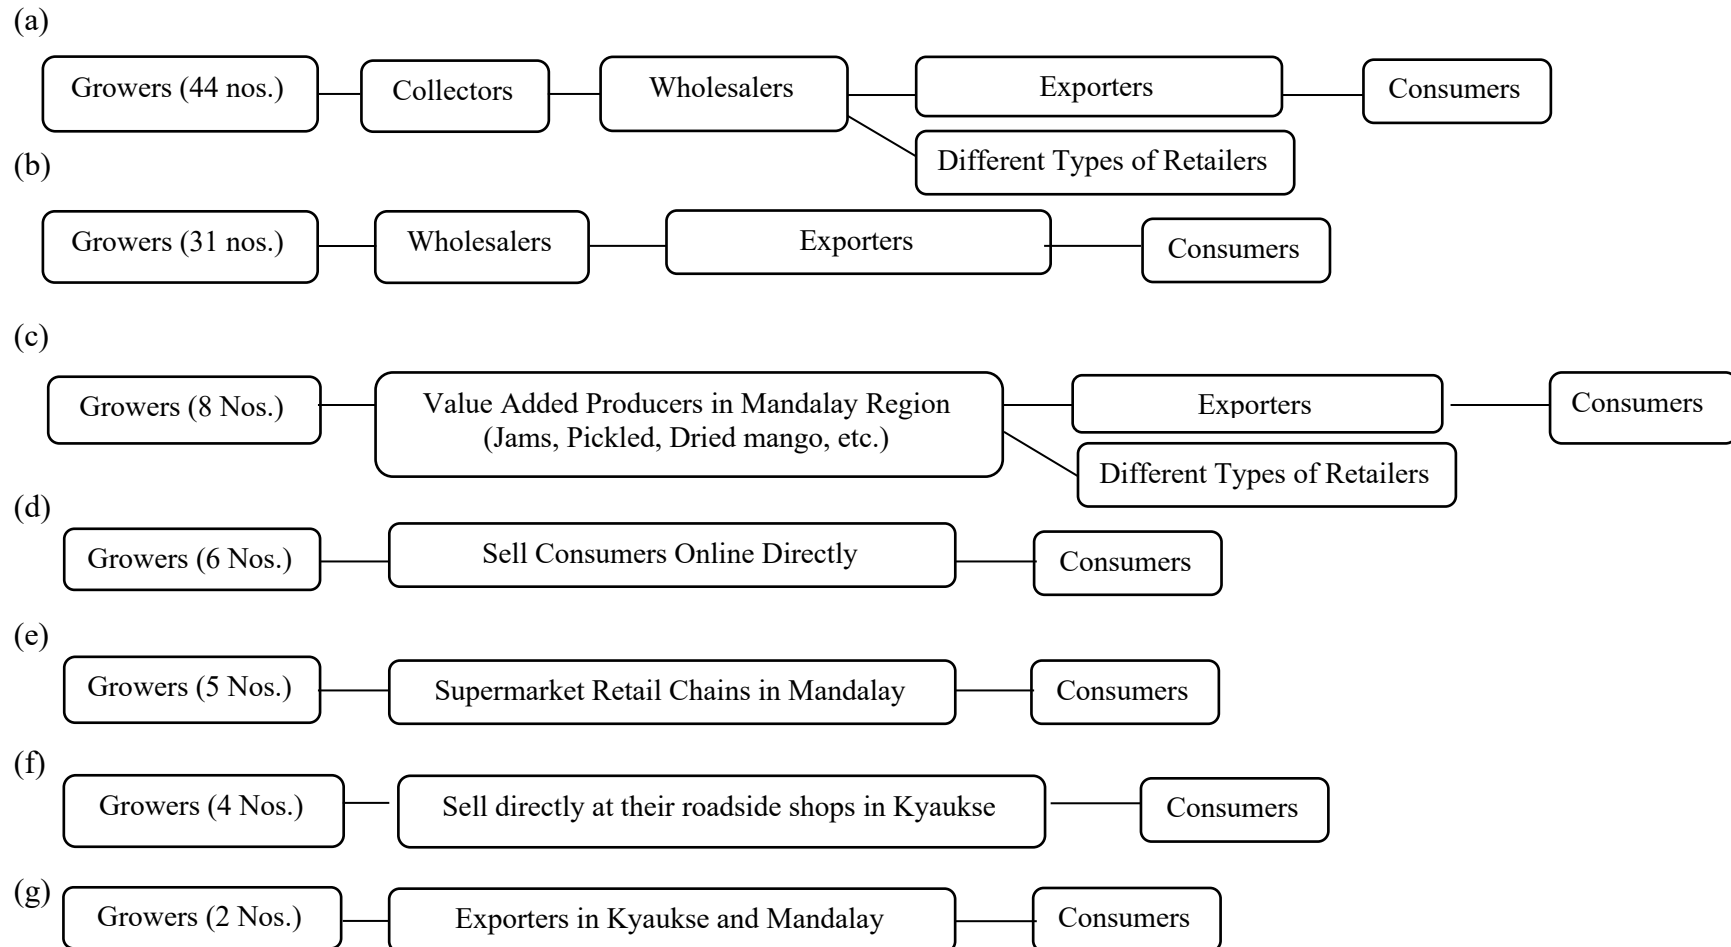 (a)
Growers (44 nos.)
Collectors
Wholesalers
Exporters
Consumers
Different Types of Retailers
(b)
Growers (31 nos.)
Wholesalers
Exporters
Consumers
(c)
Growers (8 Nos.)
Value Added Producers in Mandalay Region
(Jams, Pickled, Dried mango, etc.)
Exporters
Consumers
Different Types of Retailers
(d)
Growers (6 Nos.)
Sell Consumers Online Directly
Consumers
(e)
Growers (5 Nos.)
Supermarket Retail Chains in Mandalay
Consumers
(f)
Growers (4 Nos.)
Sell directly at their roadside shops in Kyaukse
Consumers
(g)
Growers (2 Nos.)
Exporters in Kyaukse and Mandalay
Consumers